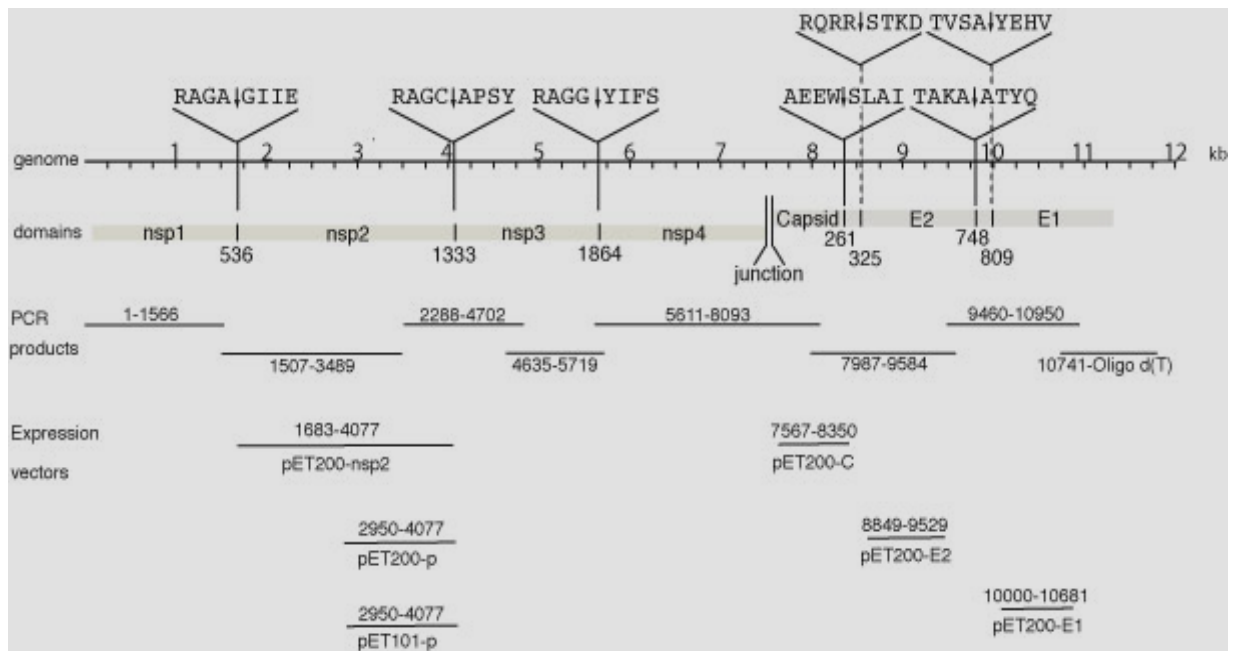 RQRR↓STKD TVSA↓YEHV
RAGA↓GIIE RAGC↓APSY RAGG↓YIFS AEEW↓SLAI TAKA↓ATYQ
genome 1 2 3 4 5 6 7 8 9 10 11 12 kb
domains nsp1 nsp2 nsp3 nsp4 Capsid E2 E1
536 1333 1864 261 748
325 809
junction
PCR 1-1566 2288-4702 5611-8093 9460-10950
products 1507-3489 4635-5719 7987-9584 10741-Oligo d(T)
Expression 1683-4077 7567-8350
vectors pET200-nsp2 pET200-C
2950-4077 8849-9529
pET200-p pET200-E2
2950-4077 10000-10681
pET101-p pET200-E1